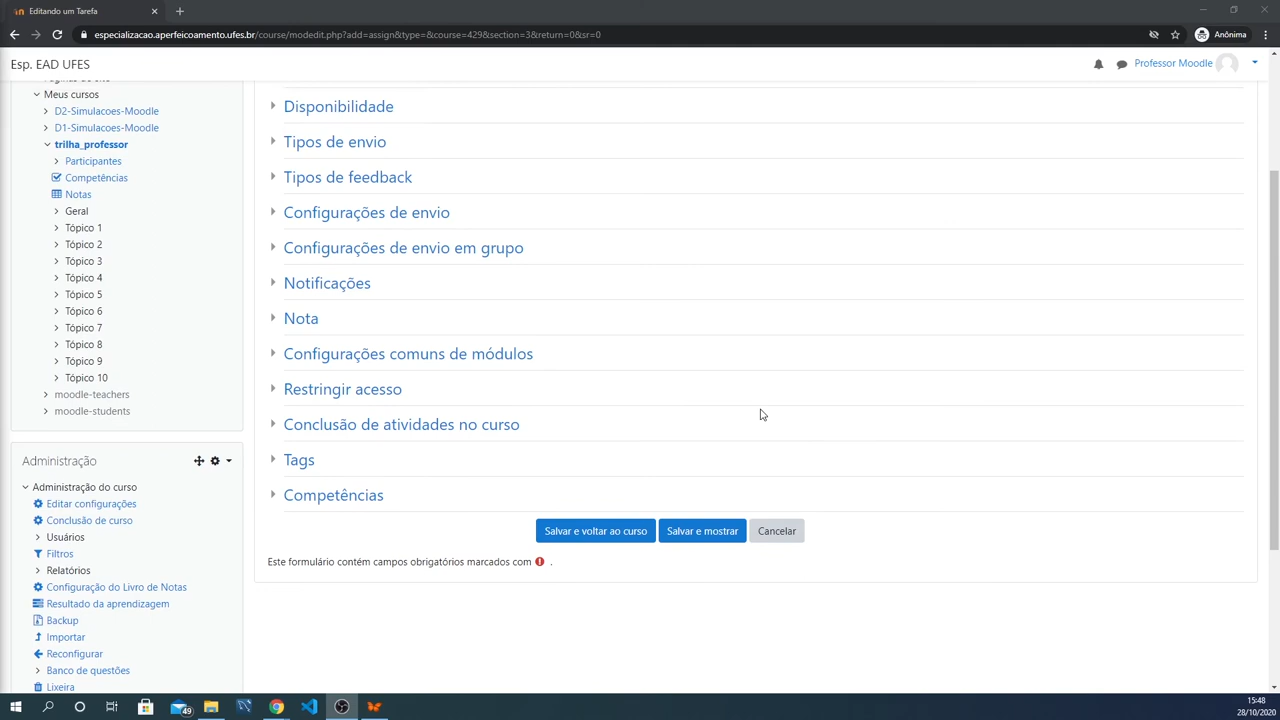 Editando um Tarefa
especializacao.aperfeicoamento.ufes.br/course/modedit.php?add=assign&type=&course=429&section=3&return=0&sr=0
Anônima
Esp. EAD UFES
Professor Moodle
Meus cursos
D2-Simulacoes-Moodle
D1-Simulacoes-Moodle
trilha_professor
Participantes
Competências
Notas
Geral
Tópico 1
Tópico 2
Tópico 3
Tópico 4
Tópico 5
Tópico 6
Tópico 7
Tópico 8
Tópico 9
Tópico 10
moodle-teachers
moodle-students
Administração
Administração do curso
Editar configurações
Conclusão de curso
Usuários
Filtros
Relatórios
Configuração do Livro de Notas
Resultado da aprendizagem
Backup
Importar
Reconfigurar
Banco de questões
Lixeira
Disponibilidade
Tipos de envio
Tipos de feedback
Configurações de envio
Configurações de envio em grupo
Notificações
Nota
Configurações comuns de módulos
Restringir acesso
Conclusão de atividades no curso
Tags
Competências
Salvar e voltar ao curso
Salvar e mostrar
Cancelar
Este formulário contém campos obrigatórios marcados com .
49
15:48
28/10/2020